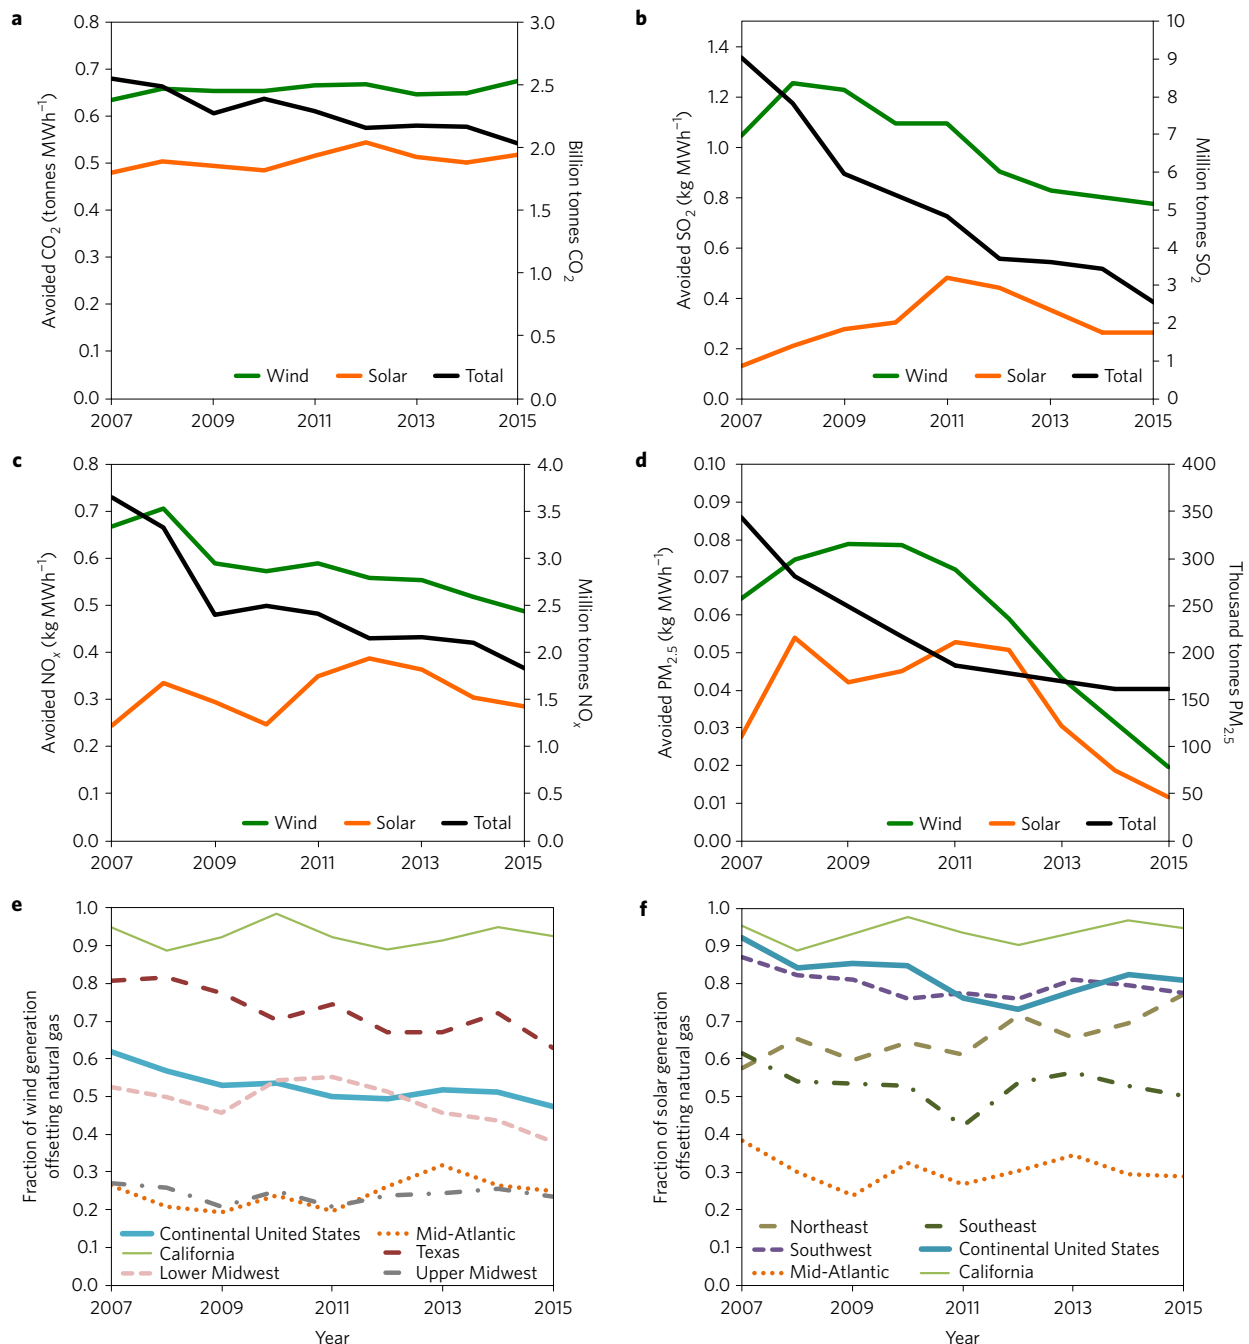 a
0.8
0.7
0.6
0.5
0.4
0.3
0.2
0.1
0.0
Avoided CO2 (tonnes MWh−1)
3.0
2.5
2.0
1.5
1.0
0.5
0.0
Billion tonnes CO2
Wind Solar Total
2007 2009 2011 2013 2015
b
1.4
1.2
1.0
0.8
0.6
0.4
0.2
0.0
Avoided SO2 (kg MWh−1)
10
9
8
7
6
5
4
3
2
1
0
Million tonnes SO2
Wind Solar Total
2007 2009 2011 2013 2015
c
0.8
0.7
0.6
0.5
0.4
0.3
0.2
0.1
0.0
Avoided NOx (kg MWh−1)
4.0
3.5
3.0
2.5
2.0
1.5
1.0
0.5
0.0
Million tonnes NOx
Wind Solar Total
2007 2009 2011 2013 2015
d
0.10
0.09
0.08
0.07
0.06
0.05
0.04
0.03
0.02
0.01
0.00
Avoided PM2.5 (kg MWh−1)
400
350
300
250
200
150
100
50
0
Thousand tonnes PM2.5
Wind Solar Total
2007 2009 2011 2013 2015
e
1.0
0.9
0.8
0.7
0.6
0.5
0.4
0.3
0.2
0.1
0.0
Fraction of wind generation
offsetting natural gas
Continental United States Mid-Atlantic
California Texas
Lower Midwest Upper Midwest
2007 2009 2011 2013 2015
Year
f
1.0
0.9
0.8
0.7
0.6
0.5
0.4
0.3
0.2
0.1
0.0
Fraction of solar generation
offsetting natural gas
Northeast Southeast
Southwest Continental United States
Mid-Atlantic California
2007 2009 2011 2013 2015
Year